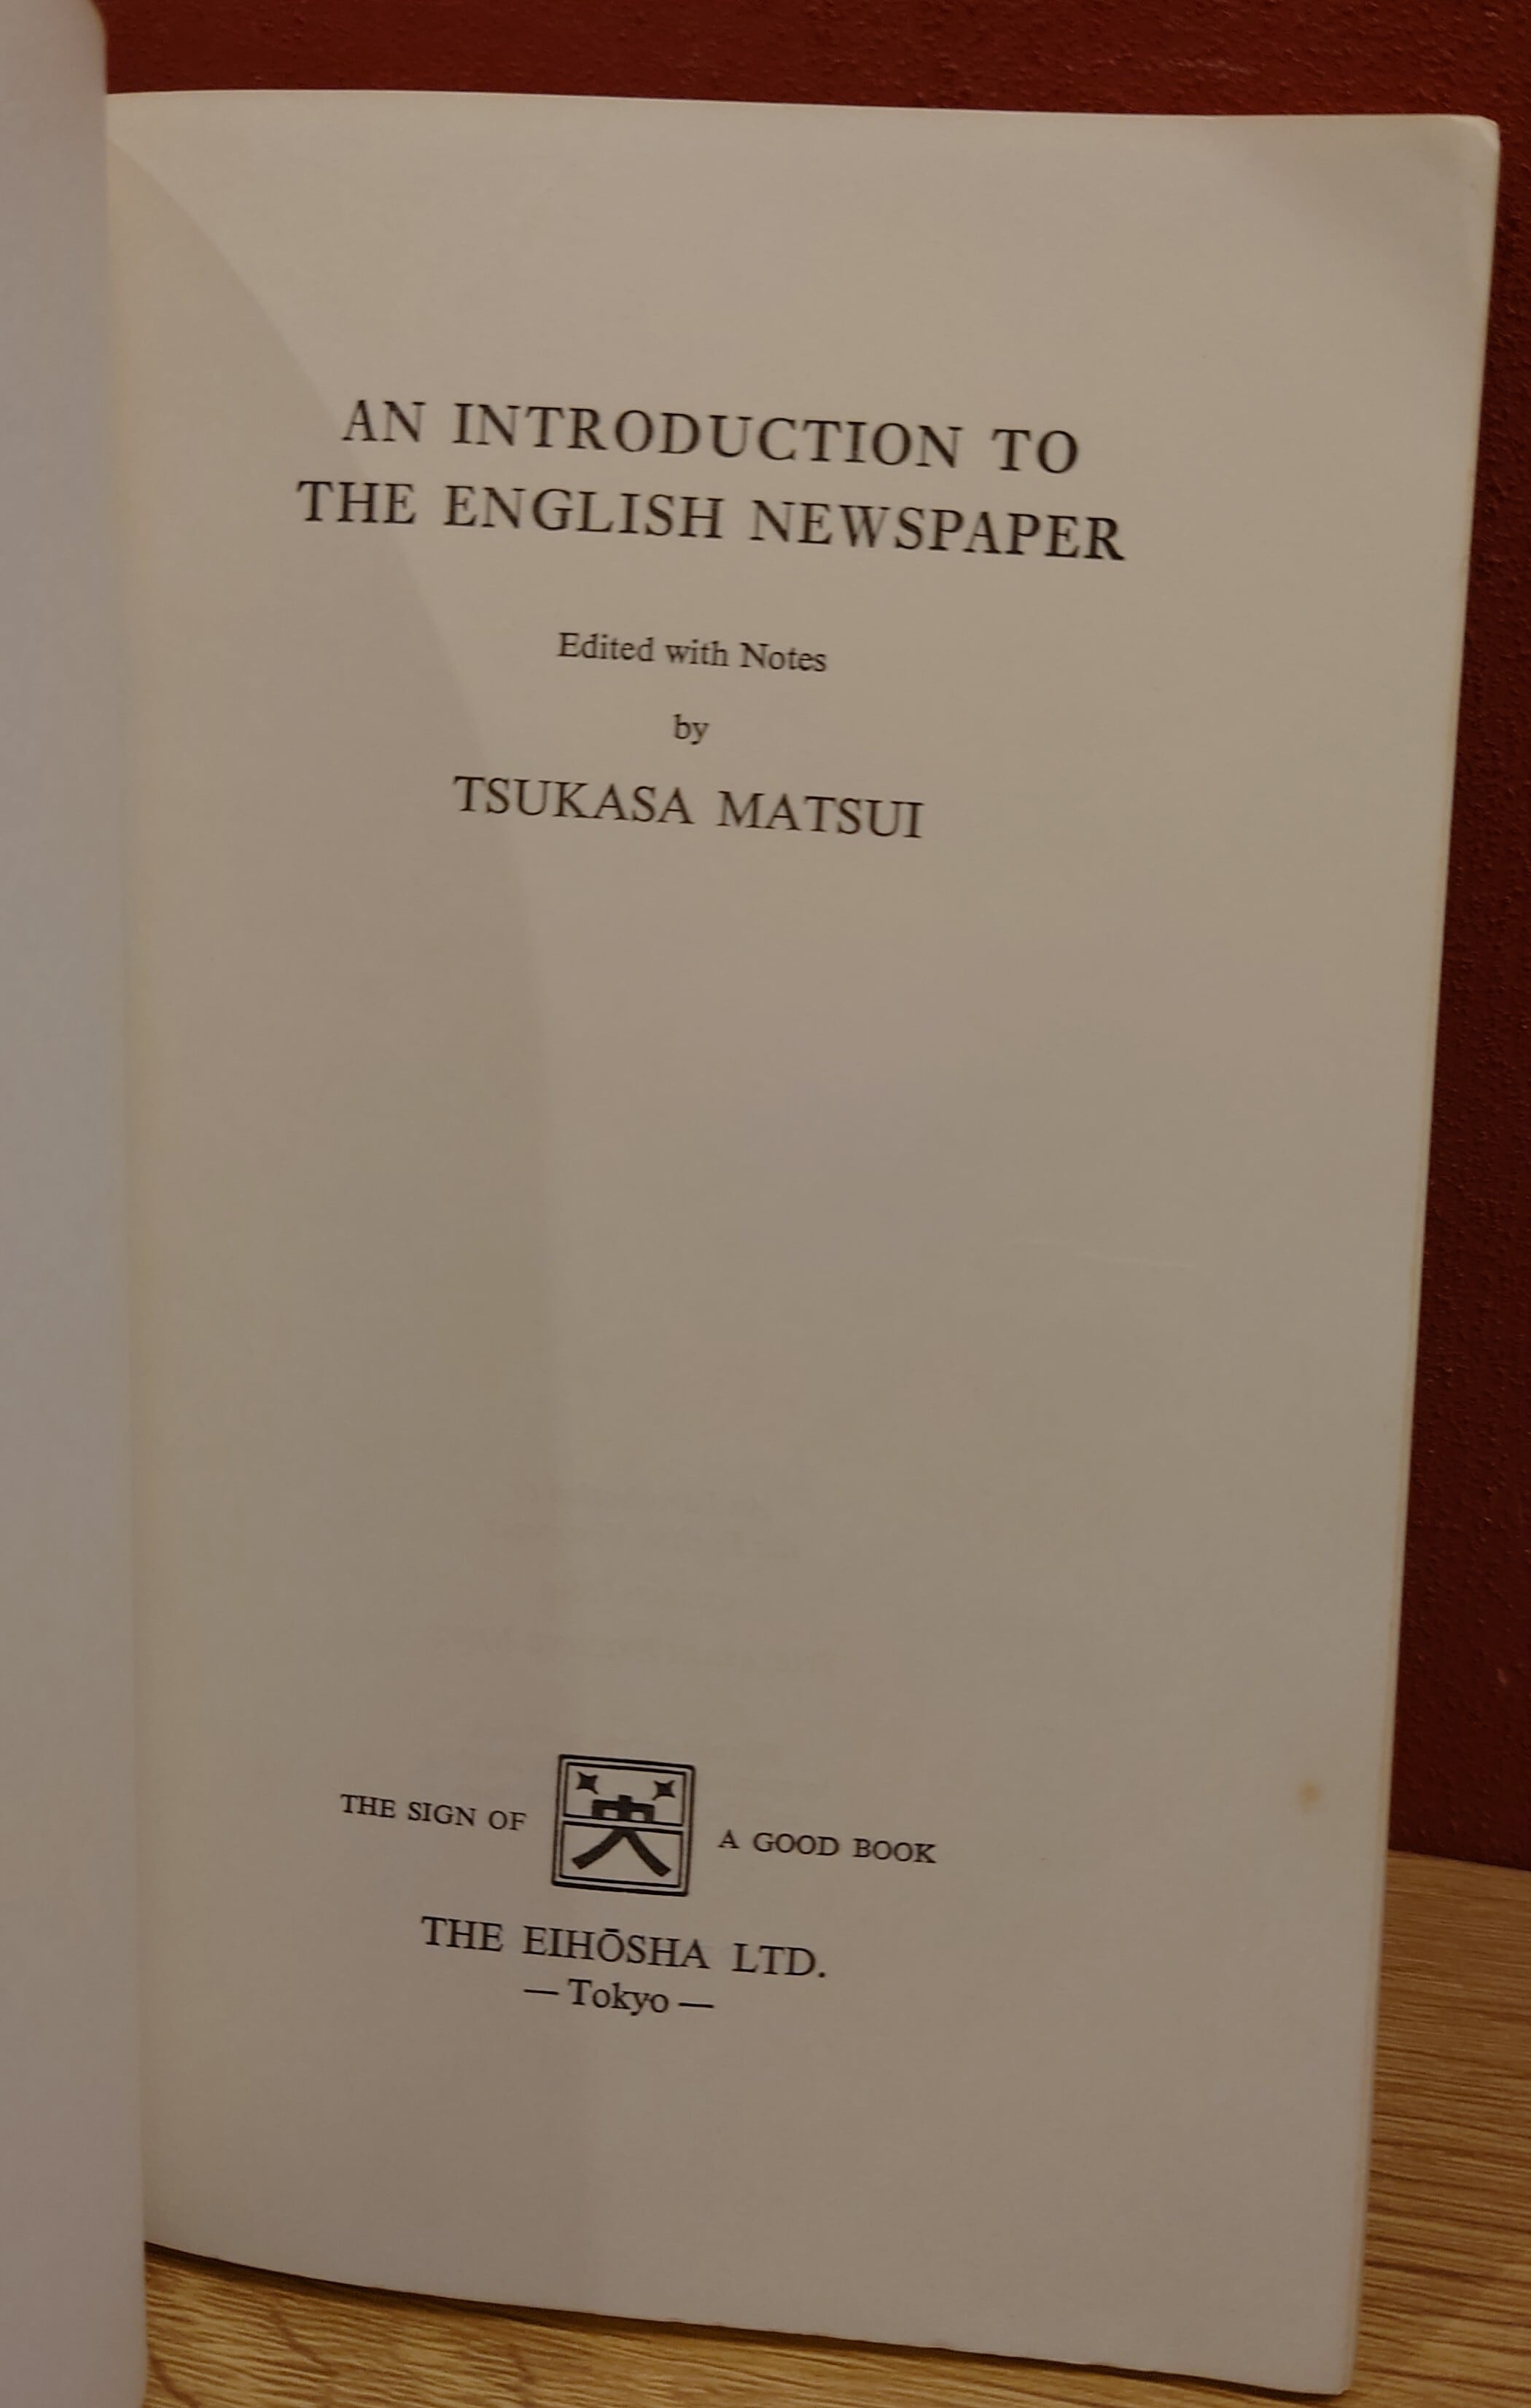 AN INTRODUCTION TO
THE ENGLISH NEWSPAPER
Edited with Notes
by
TSUKASA MATSUI
THE SIGN OF 英 A GOOD BOOK
THE EIHŌSHA LTD.
— Tokyo —